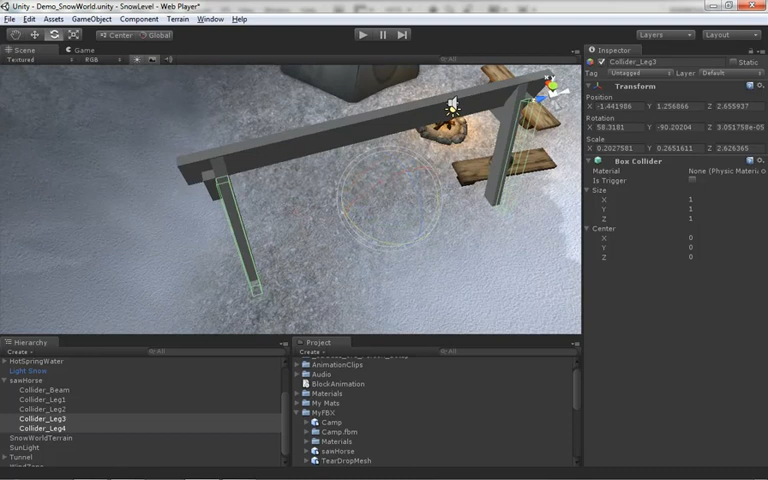 Unity - Demo_SnowWorld.unity - SnowLevel - Web Player*
File Edit Assets GameObject Component Terrain Window Help
Center Global Layers Layout
Scene Game
Textured RGB All
Inspector
Collider_Leg3 Static
Tag Untagged Layer Default
Transform
Position
X -1.441986 Y 1.256866 Z 2.655937
Rotation
X 58.3181 Y -90.20204 Z 3.051758e-05
Scale
X 0.2027581 Y 0.2651611 Z 2.626365
Box Collider
Material None (Physic Materi
Is Trigger
Size
X 1
Y 1
Z 1
Center
X 0
Y 0
Z 0
Hierarchy
Create All
HotSpringWater
Light Snow
sawHorse
Collider_Beam
Collider_Leg1
Collider_Leg2
Collider_Leg3
Collider_Leg4
SnowWorldTerrain
SunLight
Tunnel
Project
Create All
AnimationClips
Audio
BlockAnimation
Materials
My Mats
MyFBX
Camp
Camp.fbm
Materials
sawHorse
TearDropMesh